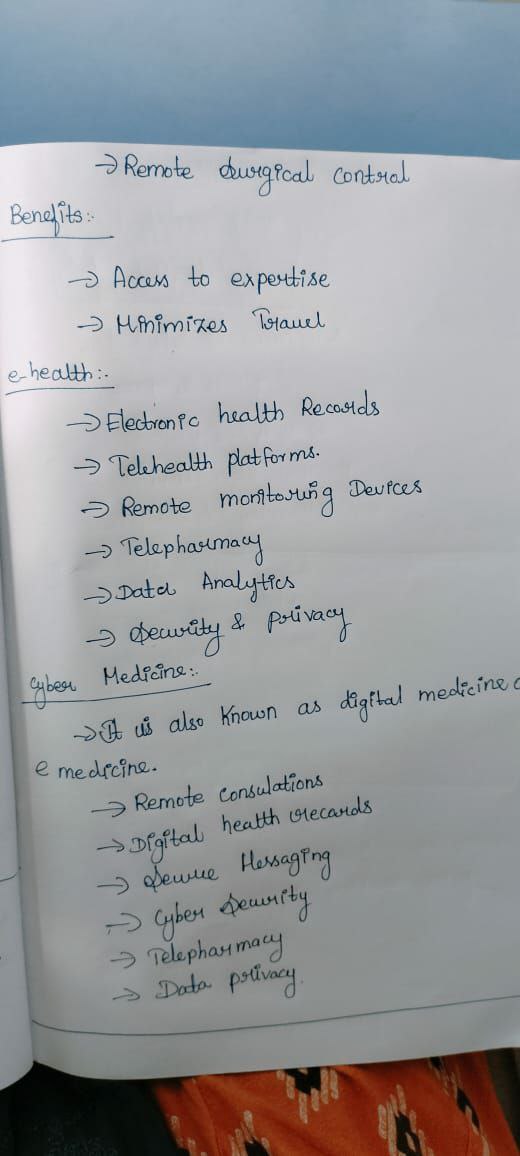 → Remote surgical control
Benefits:-
→ Access to expertise
→ Minimizes Travel
e-health:-
→ Electronic health Records
→ Telehealth platforms.
→ Remote monitoring Devices
→ Telepharmacy
→ Data Analytics
→ Security & privacy
Cyber Medicine:-
→ It is also Known as digital medicine
e medicine.
→ Remote Consulations
→ Digital health records
→ Secure Messaging
→ Cyber Security
→ Telepharmacy
→ Data privacy.